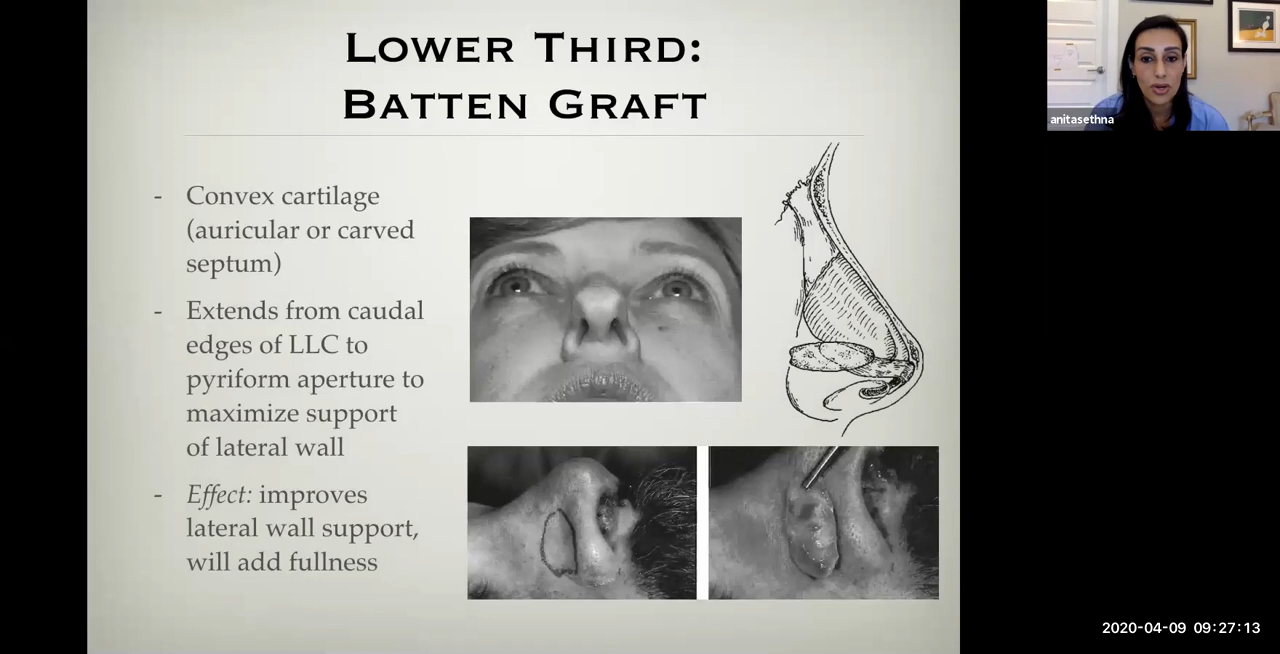 Lower Third:
Batten Graft
- Convex cartilage
(auricular or carved
septum)
- Extends from caudal
edges of LLC to
pyriform aperture to
maximize support
of lateral wall
- Effect: improves
lateral wall support,
will add fullness
anitasethna
2020-04-09 09:27:13